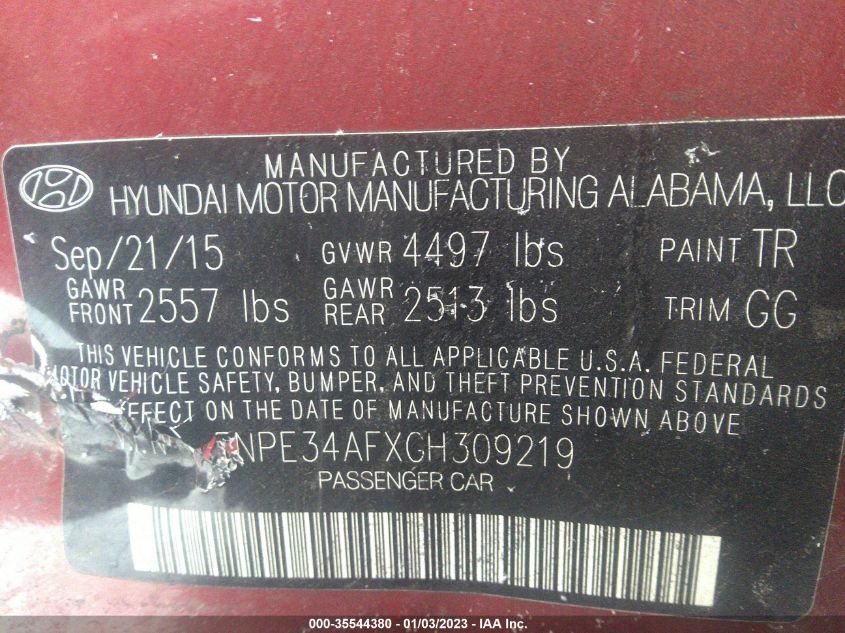 MANUFACTURED BY
HYUNDAI MOTOR MANUFACTURING ALABAMA, LLC
Sep/21/15 GVWR 4497 lbs PAINT TR
GAWR FRONT 2557 lbs GAWR REAR 2513 lbs TRIM GG
THIS VEHICLE CONFORMS TO ALL APPLICABLE U.S.A. FEDERAL
MOTOR VEHICLE SAFETY, BUMPER, AND THEFT PREVENTION STANDARDS
EFFECT ON THE DATE OF MANUFACTURE SHOWN ABOVE
5NPE34AFXGH309219
PASSENGER CAR
000-35544380 - 01/03/2023 - IAA Inc.